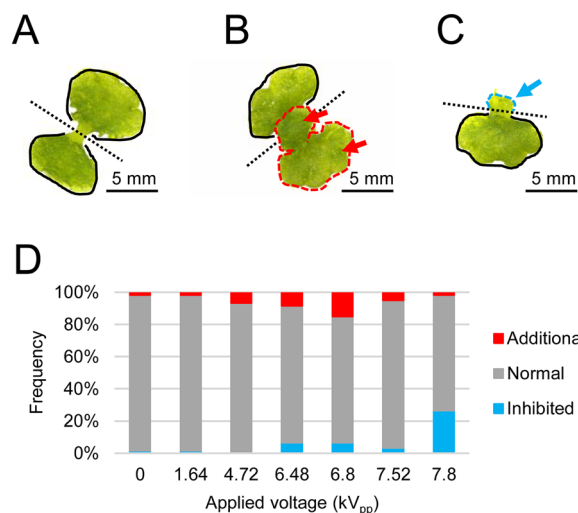 A
B
C
5 mm
5 mm
5 mm
D
100%
80%
60%
40%
20%
0%
Frequency
0 1.64 4.72 6.48 6.8 7.52 7.8
Applied voltage (kVpp)
Additiona
Normal
Inhibited